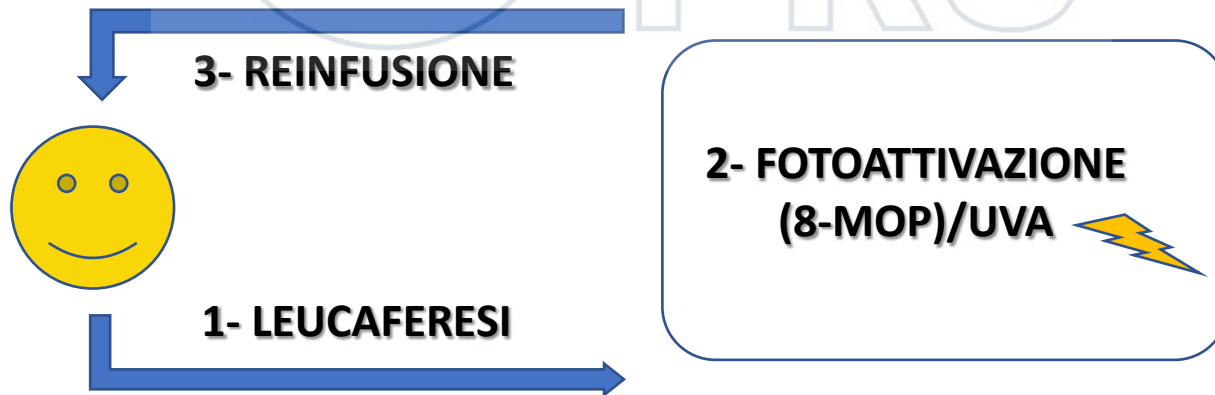 3- REINFUSIONE
2- FOTOATTIVAZIONE
(8-MOP)/UVA
1- LEUCAFERESI